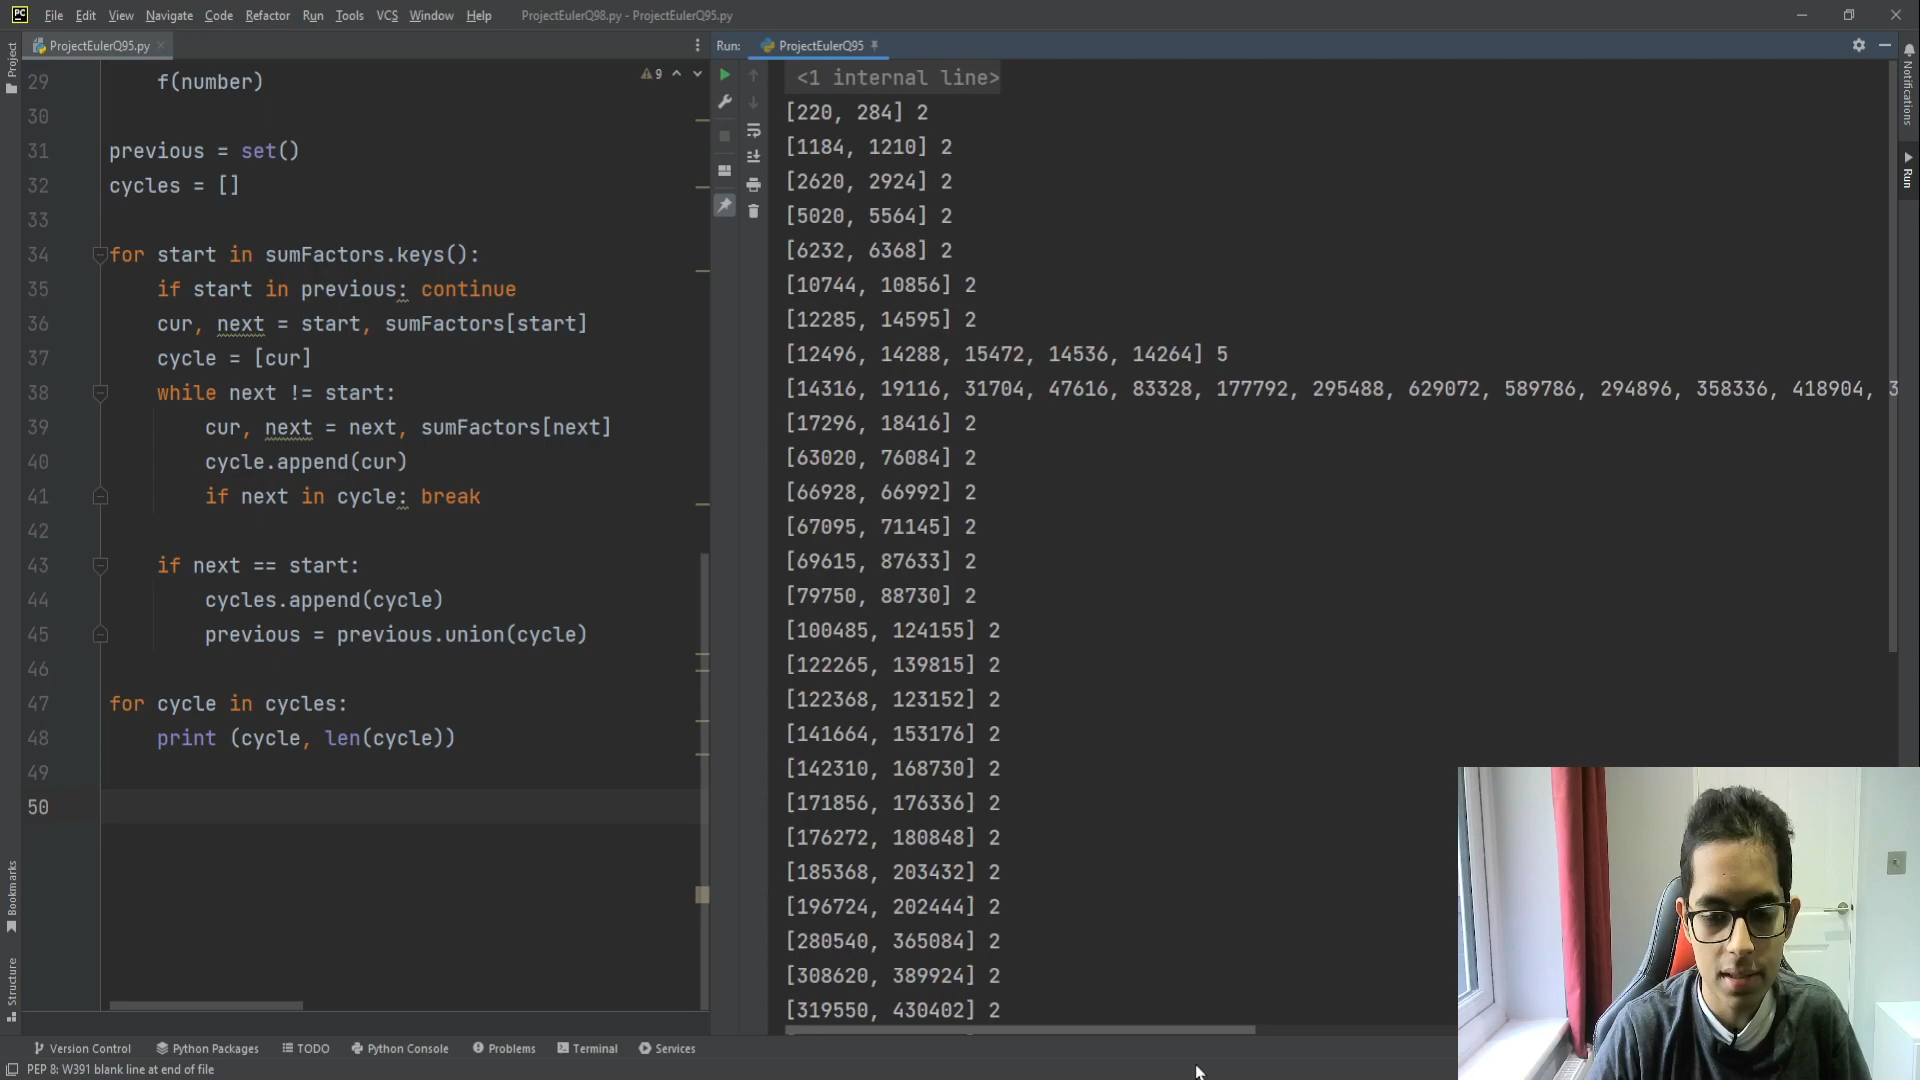 PC File Edit View Navigate Code Refactor Run Tools VCS Window Help ProjectEulerQ98.py - ProjectEulerQ95.py
Project
ProjectEulerQ95.py
29 f(number)
30
31 previous = set()
32 cycles = []
33
34 for start in sumFactors.keys():
35 if start in previous: continue
36 cur, next = start, sumFactors[start]
37 cycle = [cur]
38 while next != start:
39 cur, next = next, sumFactors[next]
40 cycle.append(cur)
41 if next in cycle: break
42
43 if next == start:
44 cycles.append(cycle)
45 previous = previous.union(cycle)
46
47 for cycle in cycles:
48 print (cycle, len(cycle))
49
50
9
Run: ProjectEulerQ95
<1 internal line>
[220, 284] 2
[1184, 1210] 2
[2620, 2924] 2
[5020, 5564] 2
[6232, 6368] 2
[10744, 10856] 2
[12285, 14595] 2
[12496, 14288, 15472, 14536, 14264] 5
[14316, 19116, 31704, 47616, 83328, 177792, 295488, 629072, 589786, 294896, 358336, 418904, 3
[17296, 18416] 2
[63020, 76084] 2
[66928, 66992] 2
[67095, 71145] 2
[69615, 87633] 2
[79750, 88730] 2
[100485, 124155] 2
[122265, 139815] 2
[122368, 123152] 2
[141664, 153176] 2
[142310, 168730] 2
[171856, 176336] 2
[176272, 180848] 2
[185368, 203432] 2
[196724, 202444] 2
[280540, 365084] 2
[308620, 389924] 2
[319550, 430402] 2
Notifications
Run
Bookmarks
Structure
Version Control Python Packages TODO Python Console Problems Terminal Services
PEP 8: W391 blank line at end of file